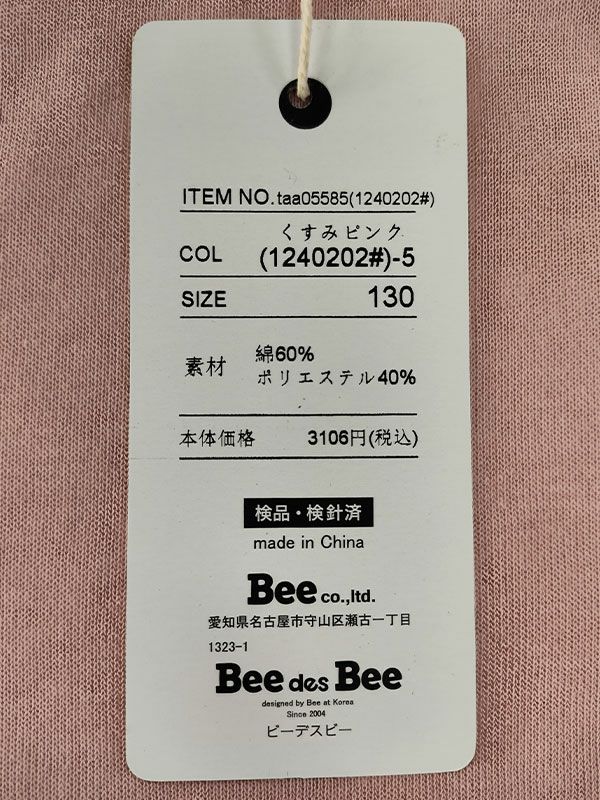 ITEM NO.taa05585(1240202#)
くすみピンク
COL (1240202#)-5
SIZE 130
素材 綿60%
ポリエステル40%
本体価格 3106円(税込)
検品・検針済
made in China
Bee co.,ltd.
愛知県名古屋市守山区瀬古一丁目
1323-1
Bee des Bee
designed by Bee at Korea
Since 2004
ビーデスビー